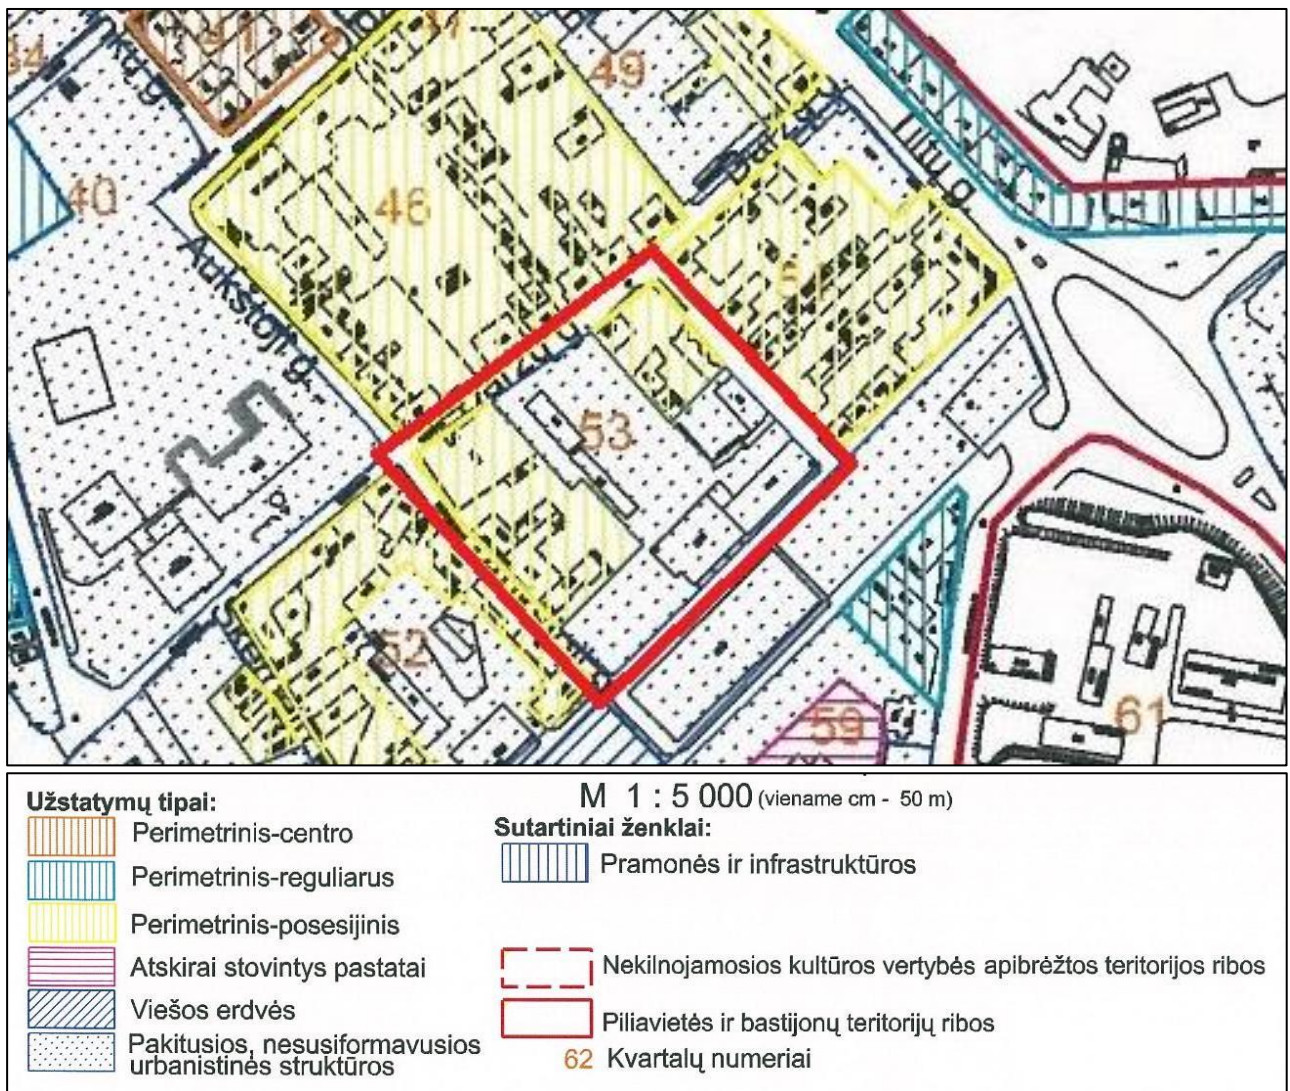 49
40
46
53
52
59
61
Aukštoji g.
Užstatymų tipai:
Perimetrinis-centro
Perimetrinis-reguliarus
Perimetrinis-posesijinis
Atskirai stovintys pastatai
Viešos erdvės
Pakitusios, nesusiformavusios
urbanistinės struktūros
M 1 : 5 000 (viename cm - 50 m)
Sutartiniai ženklai:
Pramonės ir infrastruktūros
Nekilnojamosios kultūros vertybės apibrėžtos teritorijos ribos
Piliavietės ir bastijonų teritorijų ribos
62 Kvartalų numeriai